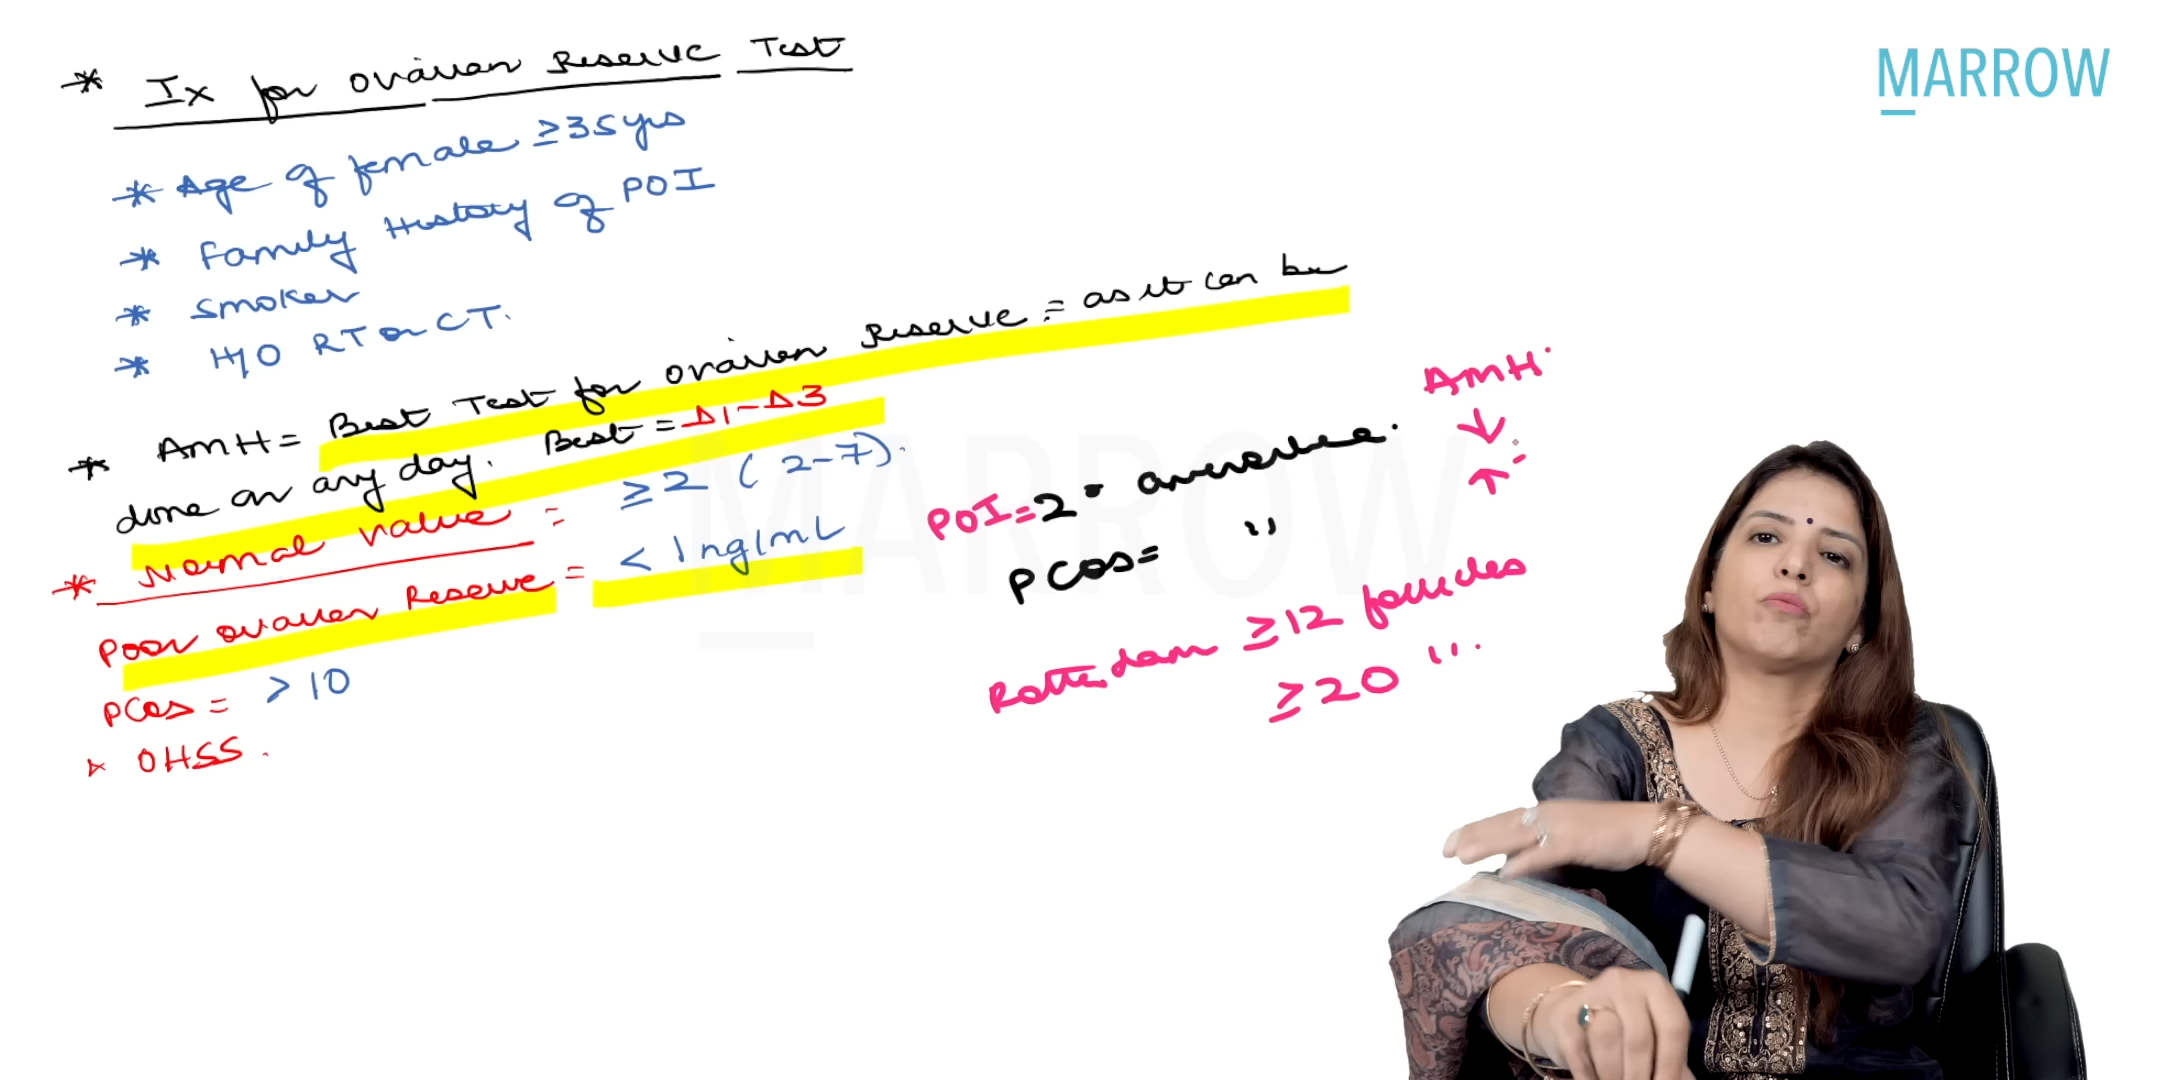 * Ix for Ovarian Reserve Test
MARROW
* Age of female ≥35yrs
* Family History of POI
* Smoker
* H/O RT or CT.
* AMH = Best Test for Ovarian Reserve = as it can be
done on any day. Best = D1-D3
* Normal value = ≥2 (2-7).
Poor Ovarian Reserve = < 1ng/mL
PCOS = >10
OHSS.
AMH.
↓
↑
POI = 2° amenorrhea.
PCOS = "
Rotterdam ≥12 follicles
≥20 "
MARROW